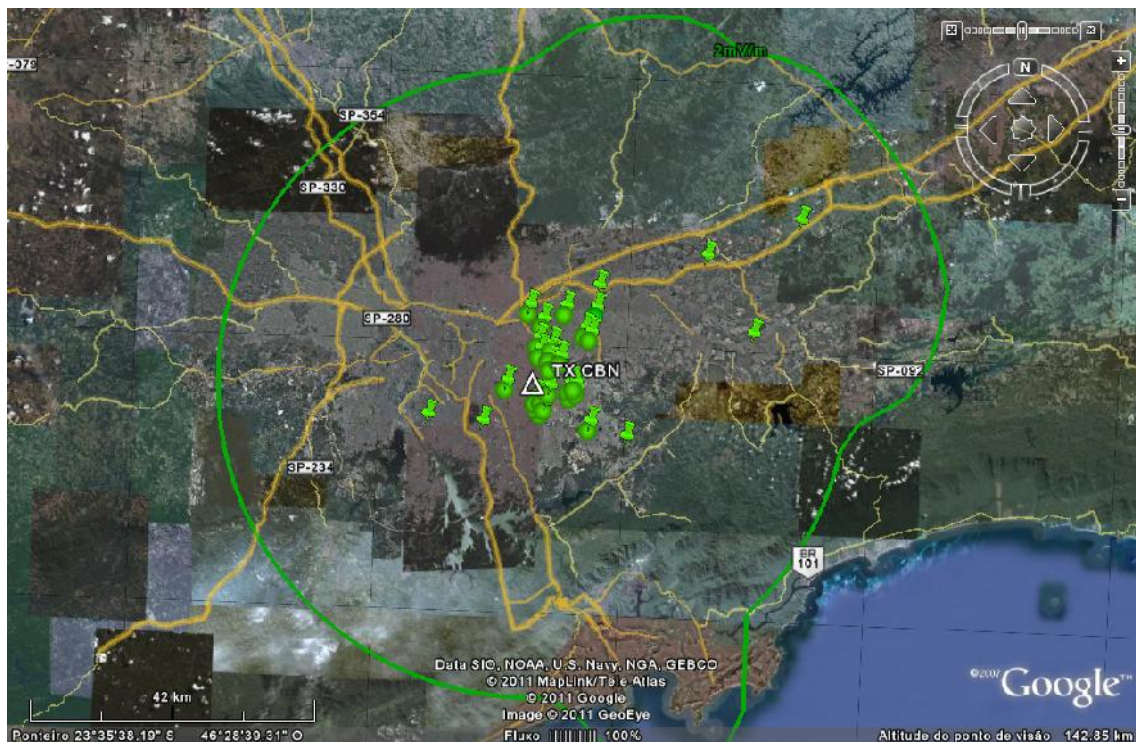 2mV/m
N
-079
SP-354
SP-330
SP-280
TX CBN
SP-092
SP-234
BR
101
Data SIO, NOAA, U.S. Navy, NGA, GEBCO
© 2011 MapLink/Tele Atlas
© 2011 Google
Image © 2011 GeoEye
©2007 Google™
42 km
Ponteiro 23°35'38.19" S 46°28'39.31" O Fluxo 100% Altitude do ponto de visão 142.85 km